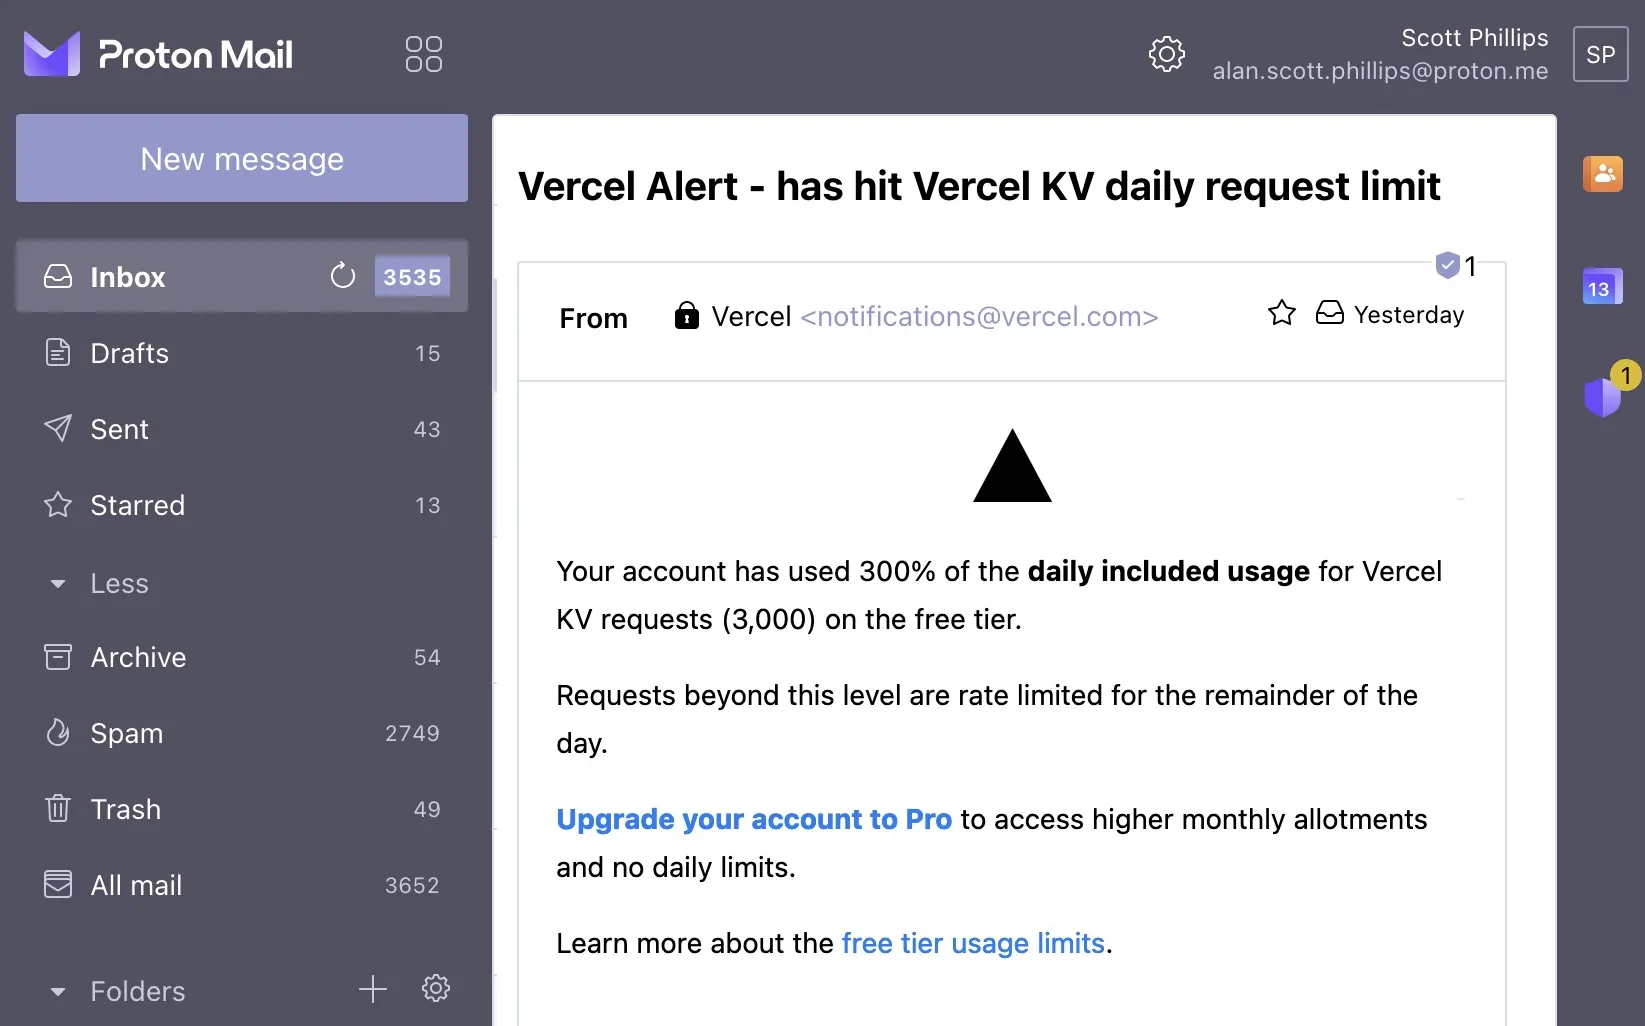 Proton Mail
Scott Phillips
alan.scott.phillips@proton.me
SP
New message
Inbox 3535
Drafts 15
Sent 43
Starred 13
Less
Archive 54
Spam 2749
Trash 49
All mail 3652
Folders
Vercel Alert - has hit Vercel KV daily request limit
1
From Vercel <notifications@vercel.com> Yesterday
Your account has used 300% of the daily included usage for Vercel
KV requests (3,000) on the free tier.
Requests beyond this level are rate limited for the remainder of the
day.
Upgrade your account to Pro to access higher monthly allotments
and no daily limits.
Learn more about the free tier usage limits.
13
1